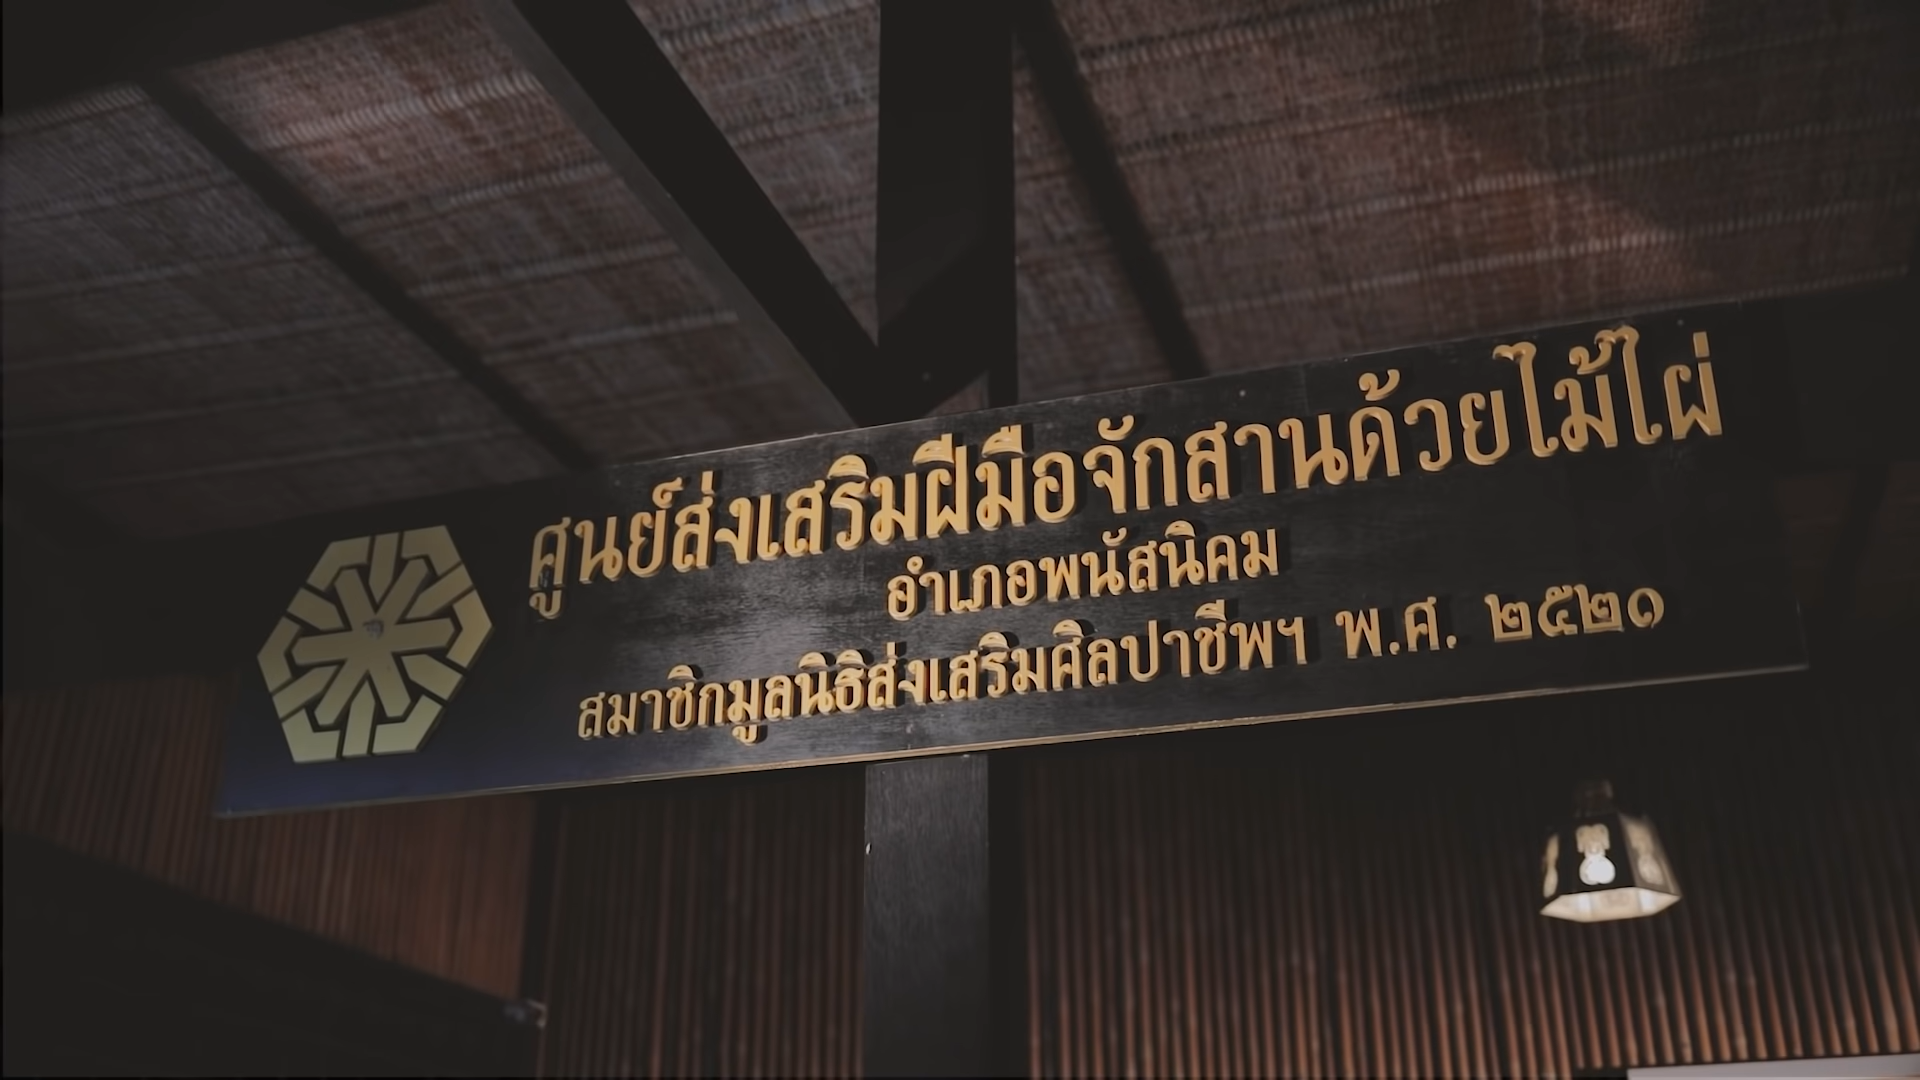 ศูนย์ส่งเสริมฝีมือจักสานด้วยไม้ไผ่
อำเภอพนัสนิคม
สมาชิกมูลนิธิส่งเสริมศิลปาชีพฯ พ.ศ. ๒๕๒๑